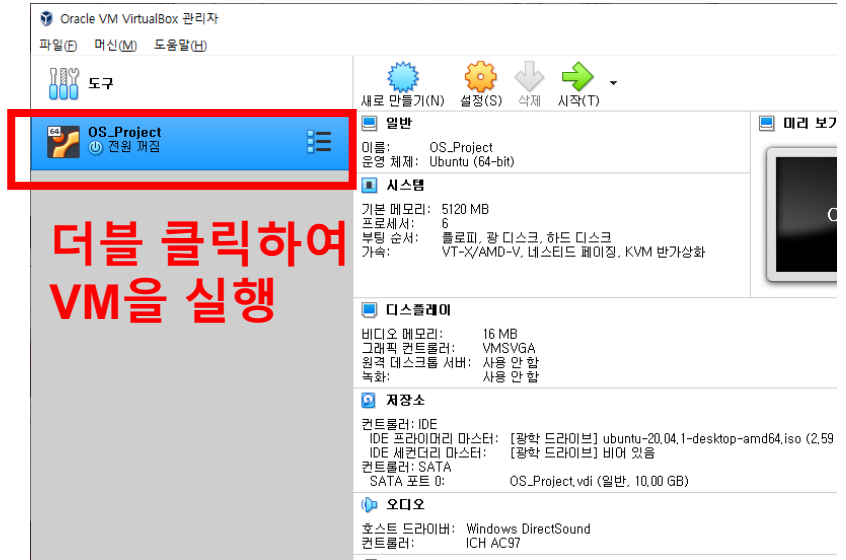 Oracle VM VirtualBox 관리자
파일(F) 머신(M) 도움말(H)
도구
새로 만들기(N) 설정(S) 삭제 시작(T)
64
OS_Project
전원 꺼짐
더블 클릭하여
VM을 실행
일반
이름: OS_Project
운영 체제: Ubuntu (64-bit)
미리 보기
시스템
기본 메모리: 5120 MB
프로세서: 6
부팅 순서: 플로피, 광 디스크, 하드 디스크
가속: VT-x/AMD-V, 네스티드 페이징, KVM 반가상화
디스플레이
비디오 메모리: 16 MB
그래픽 컨트롤러: VMSVGA
원격 데스크톱 서버: 사용 안 함
녹화: 사용 안 함
저장소
컨트롤러: IDE
IDE 프라이머리 마스터: [광학 드라이브] ubuntu-20.04.1-desktop-amd64.iso (2.59
IDE 세컨더리 마스터: [광학 드라이브] 비어 있음
컨트롤러: SATA
SATA 포트 0: OS_Project.vdi (일반, 10.00 GB)
오디오
호스트 드라이버: Windows DirectSound
컨트롤러: ICH AC97